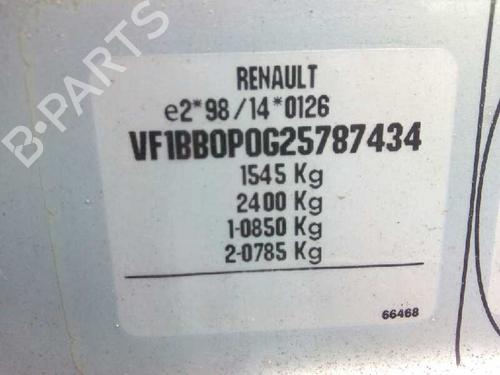 B-PARTS
RENAULT
e2*98/14*0126
VF1BB0P0G25787434
1545 Kg
2400 Kg
1-0850 Kg
2-0785 Kg
66468